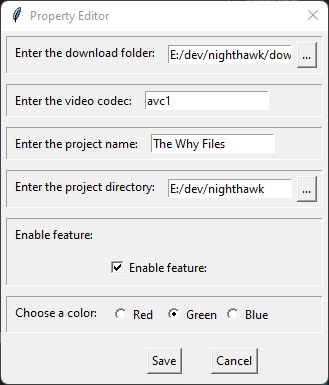 Property Editor
Enter the download folder: E:/dev/nighthawk/dow ...
Enter the video codec: avc1
Enter the project name: The Why Files
Enter the project directory: E:/dev/nighthawk ...
Enable feature:
Enable feature:
Choose a color: Red Green Blue
Save Cancel